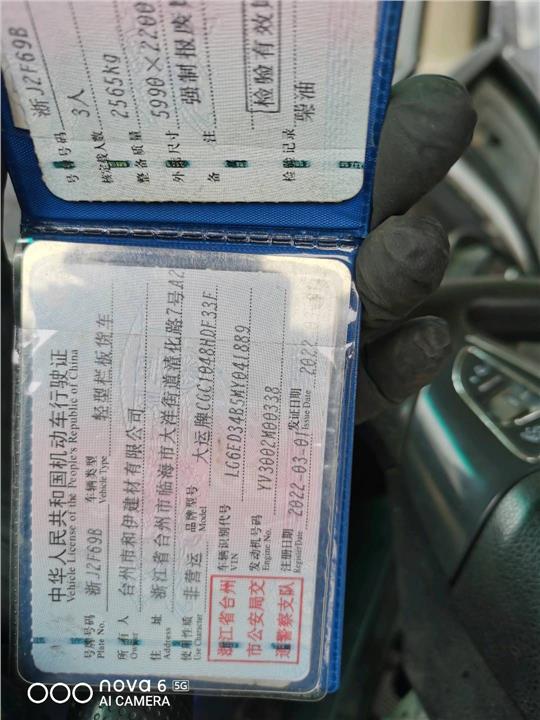 浙J2F69B
号牌号码
3人
核定载人数
2565kg
整备质量
5990×2200
外廓尺寸
强制报废
备 注
检验有效
检验记录
柴油
中华人民共和国机动车行驶证
Vehicle License of the People's Republic of China
号牌号码 浙J2F69B 车辆类型 轻型栏板货车
Plate No. Vehicle Type
所有人 台州市和伊建材有限公司
Owner
住 址 浙江省台州市临海市大洋街道渣化路7号A2
Address
使用性质 非营运 品牌型号 大运牌CGC1048HDF33F
Use Character Model
浙江省台州
市公安局交
通警察支队
车辆识别代号 LG6ED34B5MY041889
VIN
发动机号码 YV3002M00338
Engine No.
注册日期 2022-03-07 发证日期 2022
Register Date Issue Date
nova 6 5G
AI CAMERA